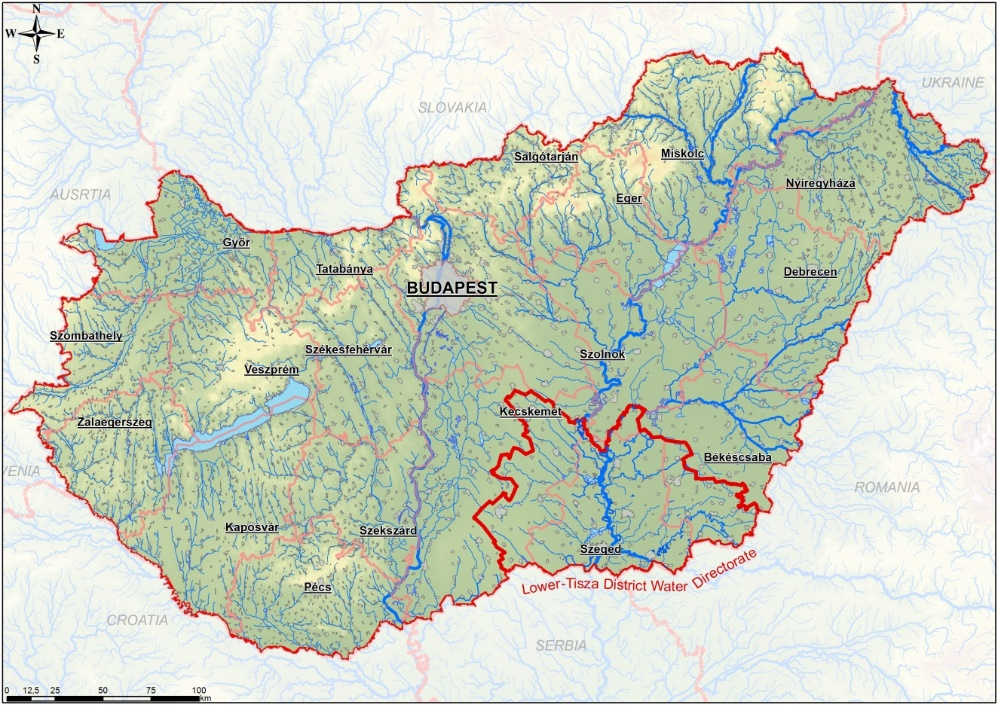 N
W E
S
UKRAINE
SLOVAKIA
Salgótarján
Miskolc
Nyíregyháza
AUSRTIA
Eger
Győr
Tatabánya
Debrecen
BUDAPEST
Szombathely
Székesfehérvár
Szolnok
Veszprém
Kecskemét
Zalaegerszeg
Békéscsaba
VENIA
ROMANIA
Kaposvár
Szekszárd
Szeged
Lower-Tisza District Water Directorate
Pécs
CROATIA
SERBIA
0 12,5 25 50 75 100
km